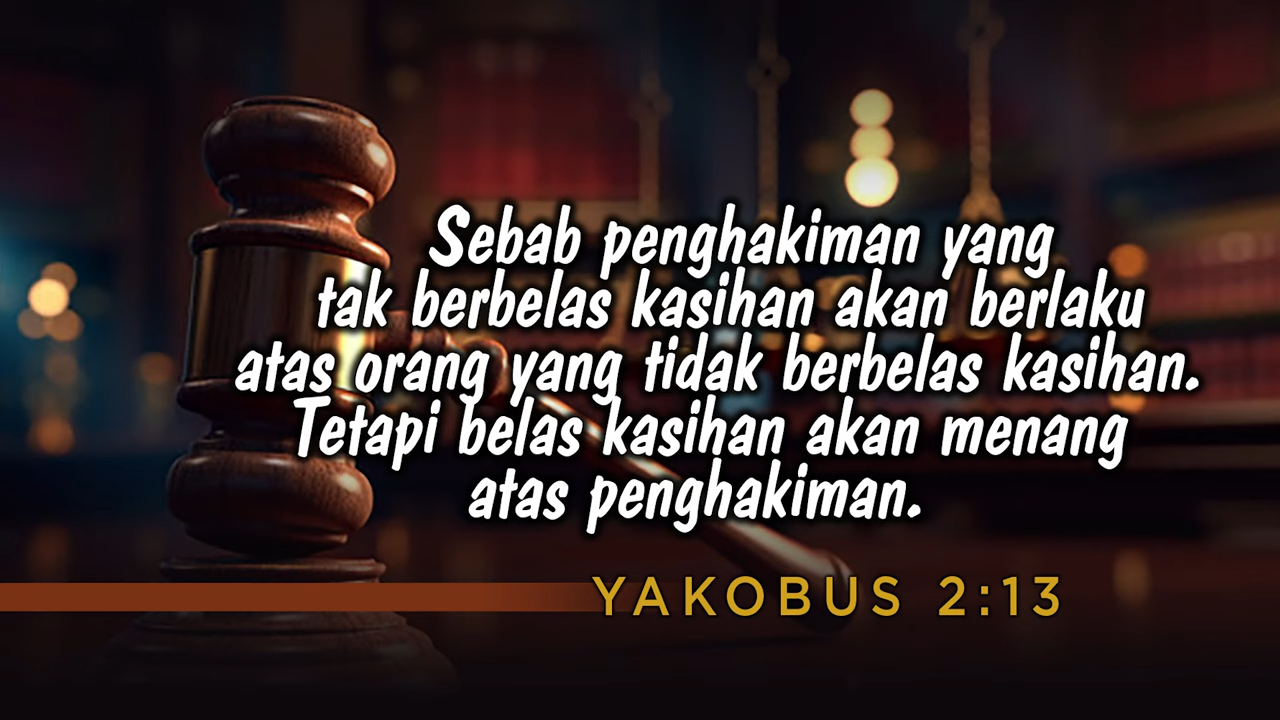 Sebab penghakiman yang
tak berbelas kasihan akan berlaku
atas orang yang tidak berbelas kasihan.
Tetapi belas kasihan akan menang
atas penghakiman.
YAKOBUS 2:13